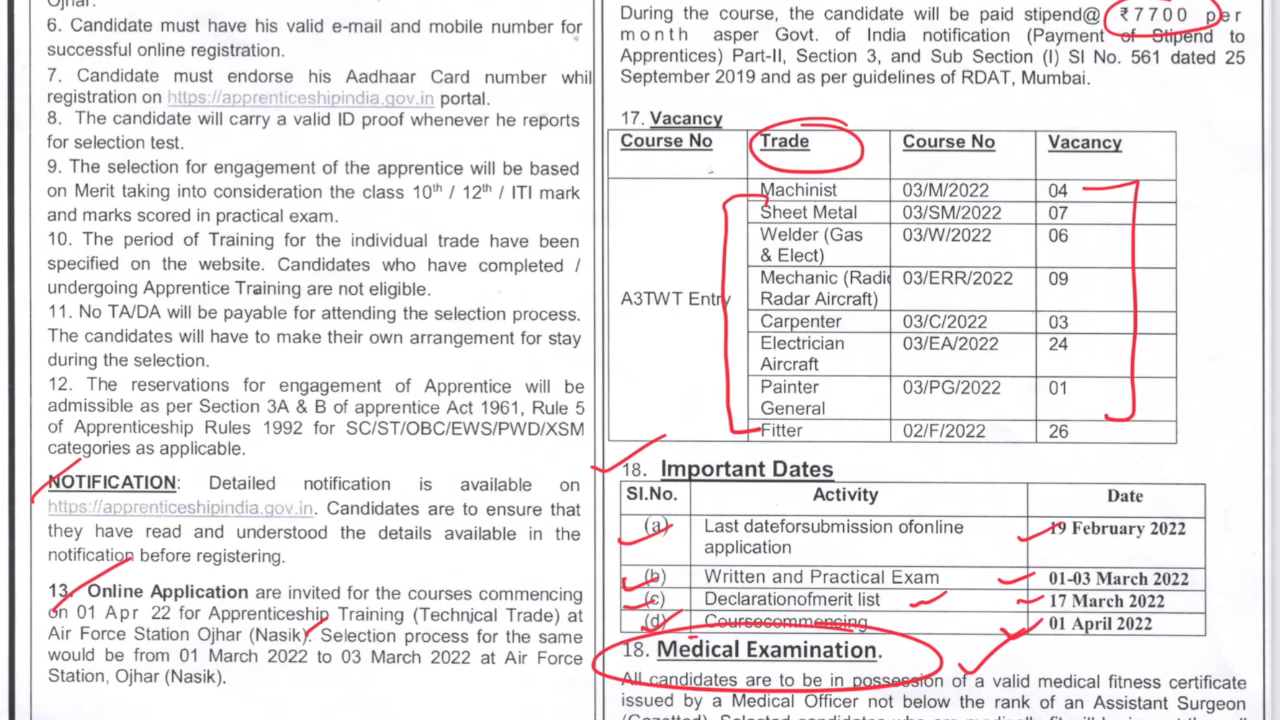 Ojhar.
6. Candidate must have his valid e-mail and mobile number for
successful online registration.
7. Candidate must endorse his Aadhaar Card number whil
registration on https://apprenticeshipindia.gov.in portal.
8. The candidate will carry a valid ID proof whenever he reports
for selection test.
9. The selection for engagement of the apprentice will be based
on Merit taking into consideration the class 10th / 12th / ITI mark
and marks scored in practical exam.
10. The period of Training for the individual trade have been
specified on the website. Candidates who have completed /
undergoing Apprentice Training are not eligible.
11. No TA/DA will be payable for attending the selection process.
The candidates will have to make their own arrangement for stay
during the selection.
12. The reservations for engagement of Apprentice will be
admissible as per Section 3A & B of apprentice Act 1961, Rule 5
of Apprenticeship Rules 1992 for SC/ST/OBC/EWS/PWD/XSM
categories as applicable.
NOTIFICATION: Detailed notification is available on
https://apprenticeshipindia.gov.in. Candidates are to ensure that
they have read and understood the details available in the
notification before registering.
13. Online Application are invited for the courses commencing
on 01 Apr 22 for Apprenticeship Training (Technical Trade) at
Air Force Station Ojhar (Nasik). Selection process for the same
would be from 01 March 2022 to 03 March 2022 at Air Force
Station, Ojhar (Nasik).
During the course, the candidate will be paid stipend@ ₹7700 per
month asper Govt. of India notification (Payment of Stipend to
Apprentices) Part-II, Section 3, and Sub Section (I) SI No. 561 dated 25
September 2019 and as per guidelines of RDAT, Mumbai.
17. Vacancy
Course No Trade Course No Vacancy
Machinist 03/M/2022 04
Sheet Metal 03/SM/2022 07
Welder (Gas 03/W/2022 06
& Elect)
Mechanic (Radi 03/ERR/2022 09
A3TWT Entry Radar Aircraft)
Carpenter 03/C/2022 03
Electrician 03/EA/2022 24
Aircraft
Painter 03/PG/2022 01
General
Fitter 02/F/2022 26
18. Important Dates
SI.No. Activity Date
(a) Last dateforsubmission ofonline 19 February 2022
application
(b) Written and Practical Exam 01-03 March 2022
(c) Declarationofmerit list 17 March 2022
(d) Coursecommencing 01 April 2022
18. Medical Examination.
All candidates are to be in possession of a valid medical fitness certificate
issued by a Medical Officer not below the rank of an Assistant Surgeon